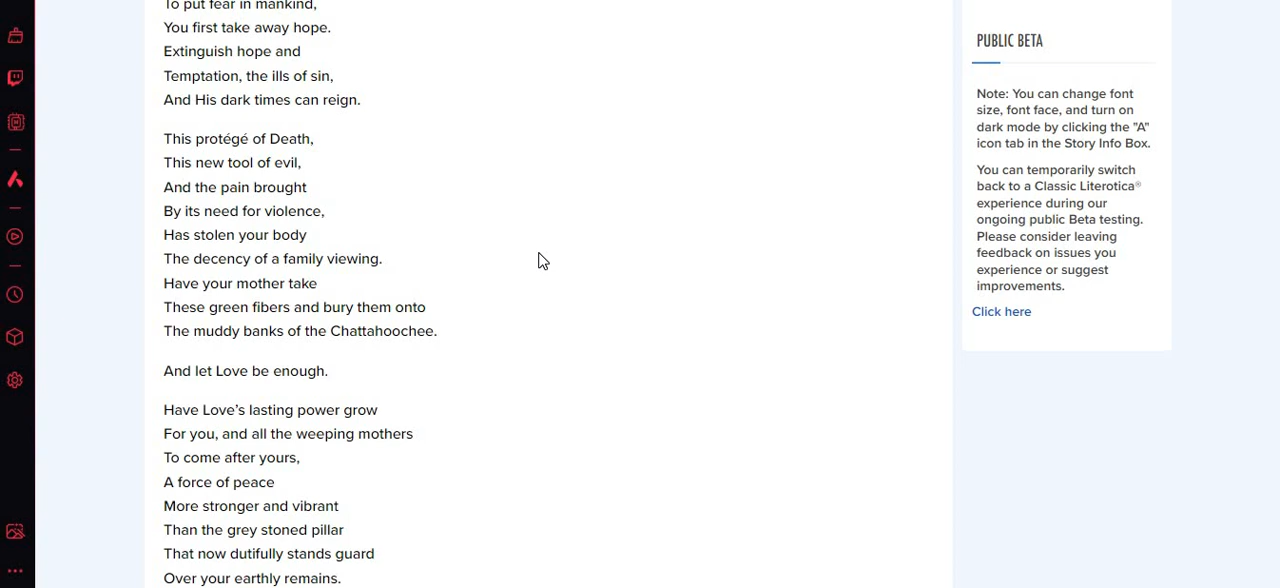 To put fear in mankind,
You first take away hope.
Extinguish hope and
Temptation, the ills of sin,
And His dark times can reign.
This protégé of Death,
This new tool of evil,
And the pain brought
By its need for violence,
Has stolen your body
The decency of a family viewing.
Have your mother take
These green fibers and bury them onto
The muddy banks of the Chattahoochee.
And let Love be enough.
Have Love’s lasting power grow
For you, and all the weeping mothers
To come after yours,
A force of peace
More stronger and vibrant
Than the grey stoned pillar
That now dutifully stands guard
Over your earthly remains.
PUBLIC BETA
Note: You can change font
size, font face, and turn on
dark mode by clicking the "A"
icon tab in the Story Info Box.
You can temporarily switch
back to a Classic Literotica®
experience during our
ongoing public Beta testing.
Please consider leaving
feedback on issues you
experience or suggest
improvements.
Click here